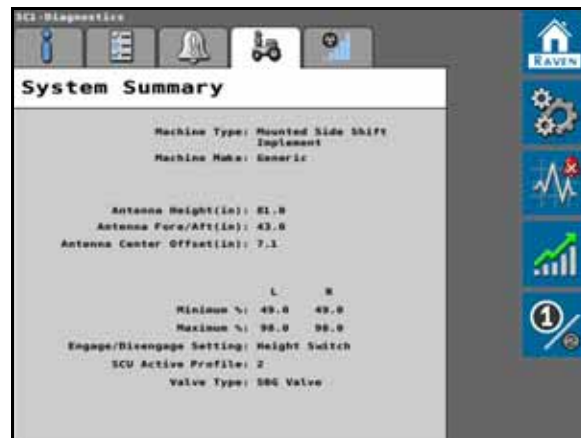 SCI-Diagnostics
RAVEN
System Summary
Machine Type: Mounted Side Shift
Implement
Machine Make: Generic
Antenna Height(in): 81.0
Antenna Fore/Aft(in): 43.0
Antenna Center Offset(in): 7.1
L R
Minimum %: 49.0 49.0
Maximum %: 98.0 98.0
Engage/Disengage Setting: Height Switch
SCU Active Profile: 2
Valve Type: SBG Valve
1